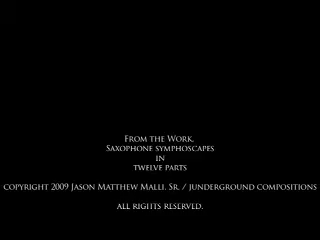 From the Work,
Saxophone symphoscapes
in
twelve parts
copyright 2009 Jason Matthew Malli, Sr. / junderground compositions
all rights reserved.